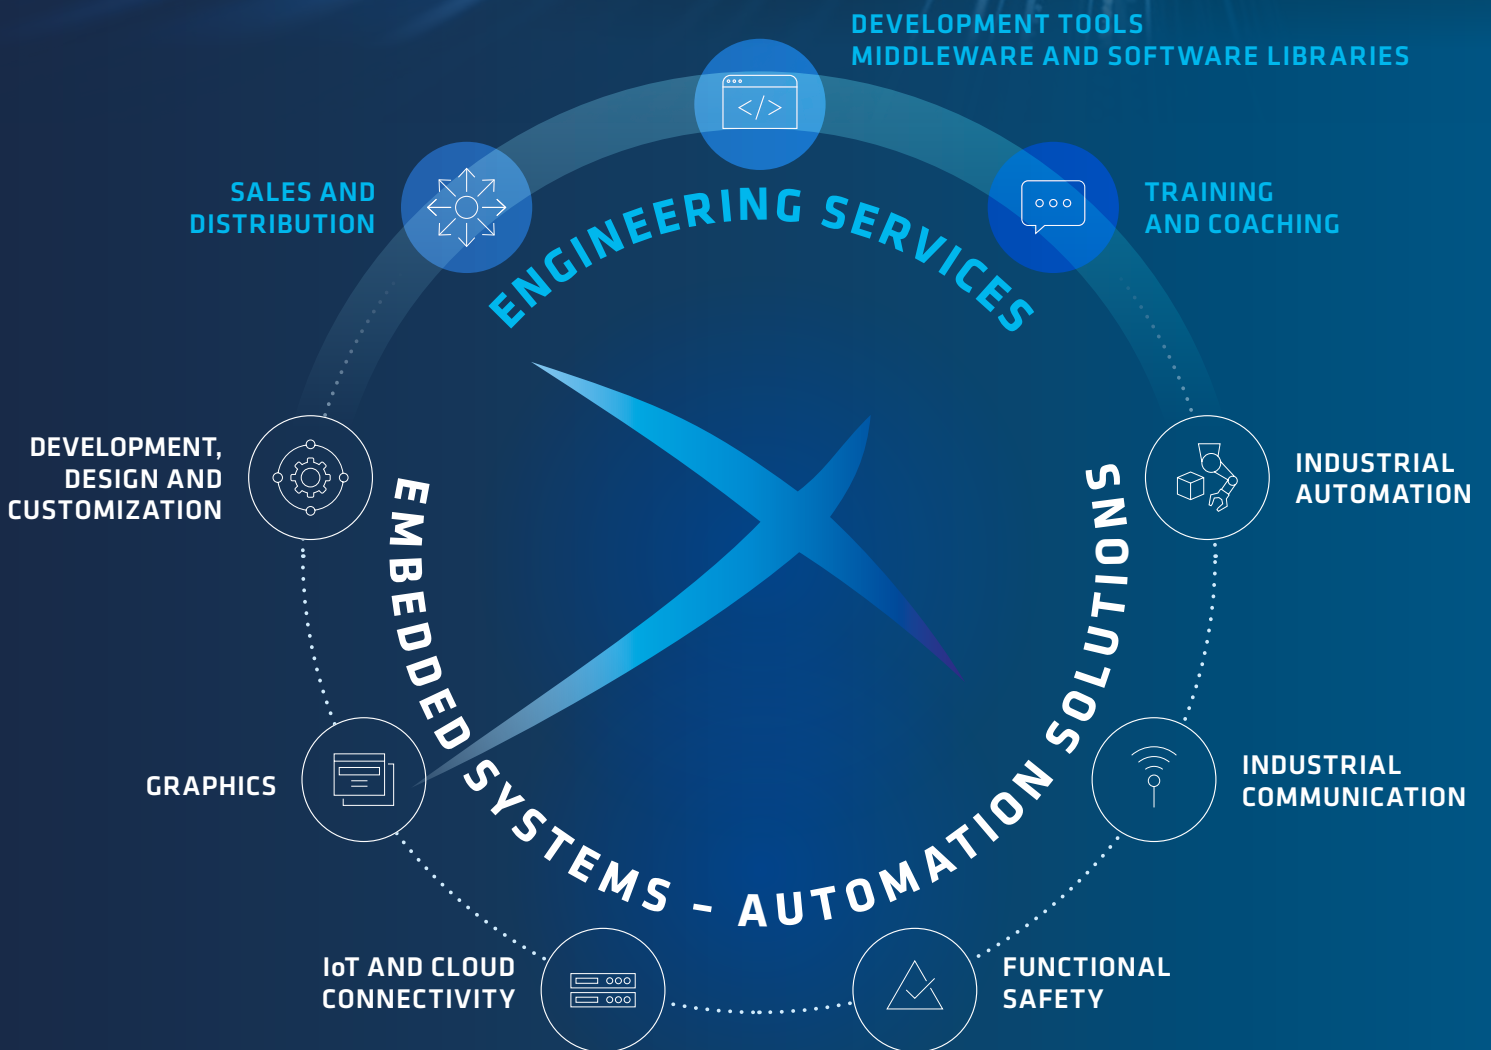 DEVELOPMENT TOOLS
MIDDLEWARE AND SOFTWARE LIBRARIES
</>
SALES AND
DISTRIBUTION
TRAINING
AND COACHING
ENGINEERING SERVICES
DEVELOPMENT,
DESIGN AND
CUSTOMIZATION
INDUSTRIAL
AUTOMATION
EMBEDDED SYSTEMS – AUTOMATION SOLUTIONS
GRAPHICS
INDUSTRIAL
COMMUNICATION
IoT AND CLOUD
CONNECTIVITY
FUNCTIONAL
SAFETY